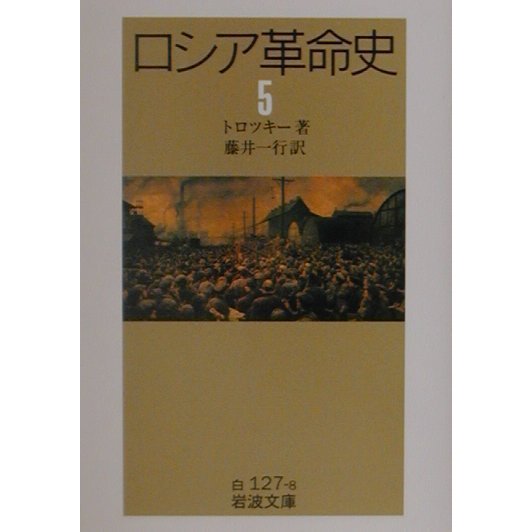 ロシア革命史
5
トロツキー著
藤井一行訳
白 127-8
岩波文庫